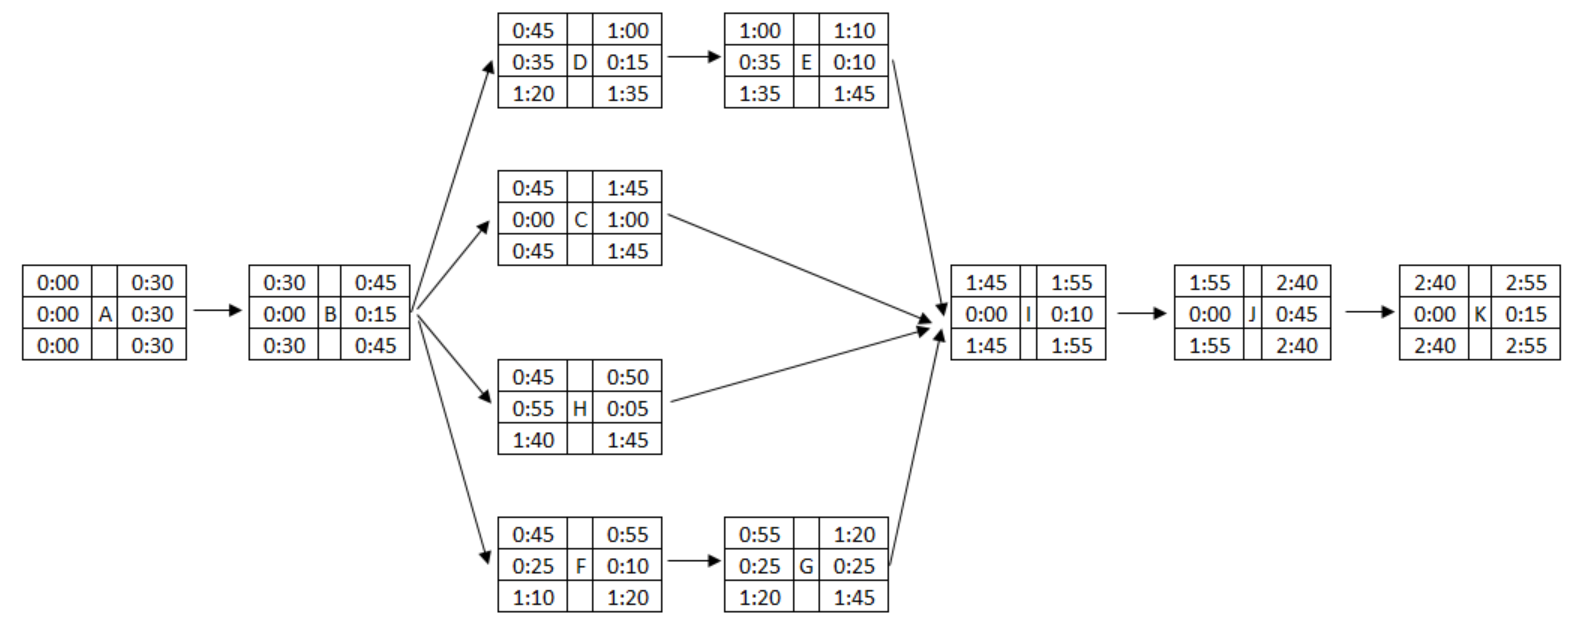 0:45 1:00
0:35 D 0:15
1:20 1:35
1:00 1:10
0:35 E 0:10
1:35 1:45
0:45 1:45
0:00 C 1:00
0:45 1:45
0:00 0:30
0:00 A 0:30
0:00 0:30
0:30 0:45
0:00 B 0:15
0:30 0:45
1:45 1:55
0:00 I 0:10
1:45 1:55
1:55 2:40
0:00 J 0:45
1:55 2:40
2:40 2:55
0:00 K 0:15
2:40 2:55
0:45 0:50
0:55 H 0:05
1:40 1:45
0:45 0:55
0:25 F 0:10
1:10 1:20
0:55 1:20
0:25 G 0:25
1:20 1:45